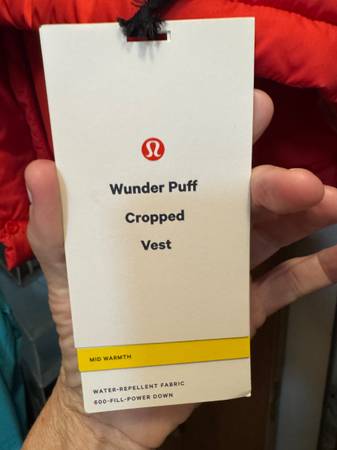 Wunder Puff
Cropped
Vest
MID WARMTH
WATER-REPELLENT FABRIC
600-FILL-POWER DOWN